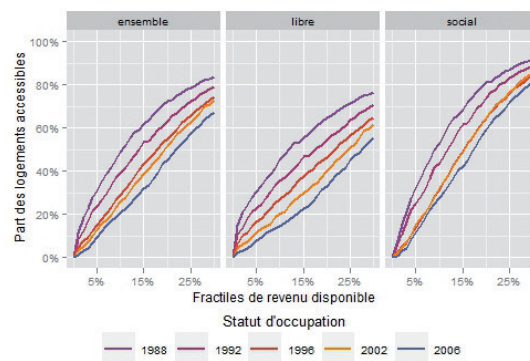 ensemble libre social
Part des logements accessibles
100%
80%
60%
40%
20%
0%
5% 15% 25% 5% 15% 25% 5% 15% 25%
Fractiles de revenu disponible
Statut d'occupation
1988 1992 1996 2002 2006